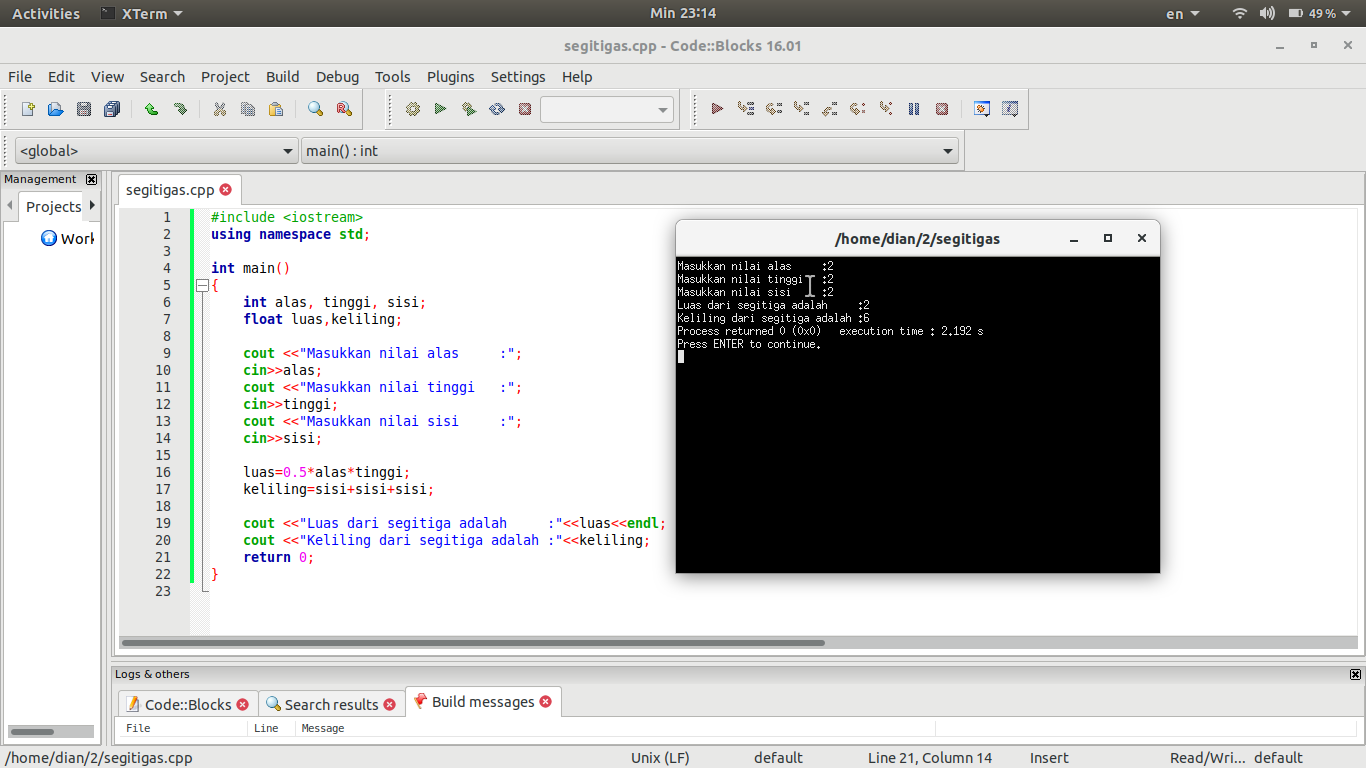 Activities XTerm Min 23:14 en 49 %
segitigas.cpp - Code::Blocks 16.01
File Edit View Search Project Build Debug Tools Plugins Settings Help
<global> main() : int
Management
Projects
Work
segitigas.cpp
1 #include <iostream>
2 using namespace std;
3
4 int main()
5 {
6 int alas, tinggi, sisi;
7 float luas,keliling;
8
9 cout <<"Masukkan nilai alas     :";
10 cin>>alas;
11 cout <<"Masukkan nilai tinggi   :";
12 cin>>tinggi;
13 cout <<"Masukkan nilai sisi     :";
14 cin>>sisi;
15
16 luas=0.5*alas*tinggi;
17 keliling=sisi+sisi+sisi;
18
19 cout <<"Luas dari segitiga adalah     :"<<luas<<endl;
20 cout <<"Keliling dari segitiga adalah :"<<keliling;
21 return 0;
22 }
23
/home/dian/2/segitigas
Masukkan nilai alas     :2
Masukkan nilai tinggi   :2
Masukkan nilai sisi     :2
Luas dari segitiga adalah     :2
Keliling dari segitiga adalah :6
Process returned 0 (0x0)   execution time : 2.192 s
Press ENTER to continue.
Logs & others
Code::Blocks Search results Build messages
File Line Message
/home/dian/2/segitigas.cpp Unix (LF) default Line 21, Column 14 Insert Read/Wri... default